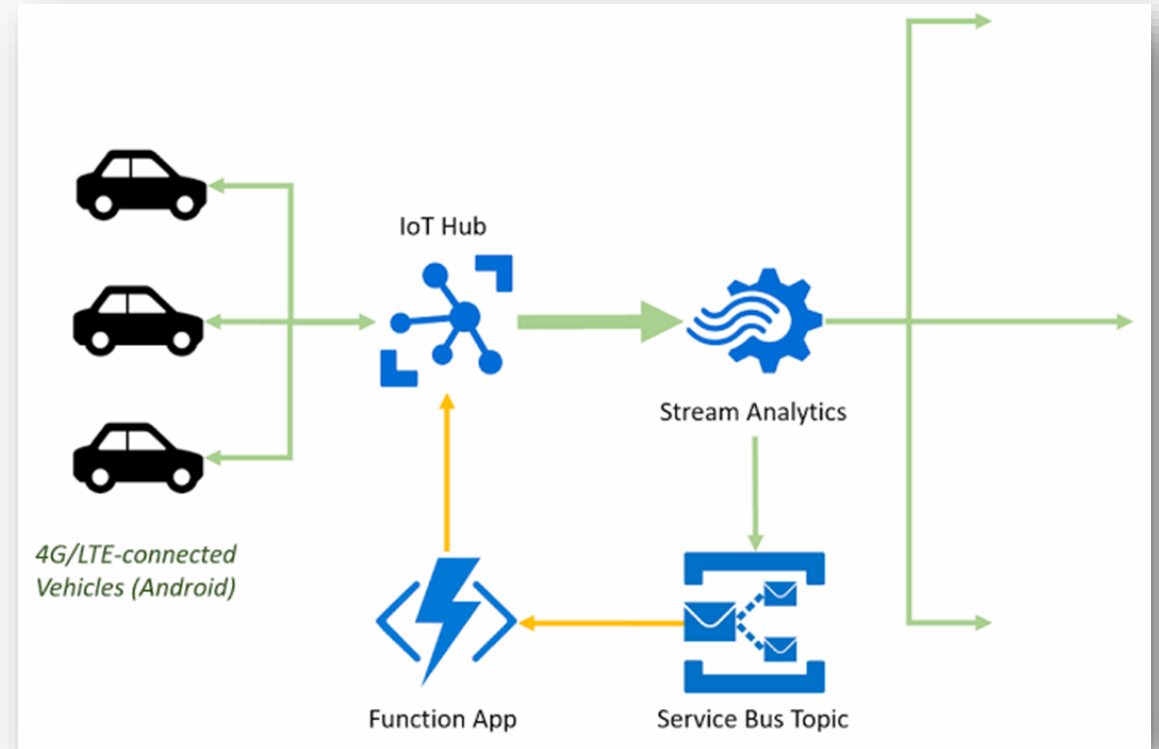 IoT Hub
Stream Analytics
4G/LTE-connected
Vehicles (Android)
Function App
Service Bus Topic